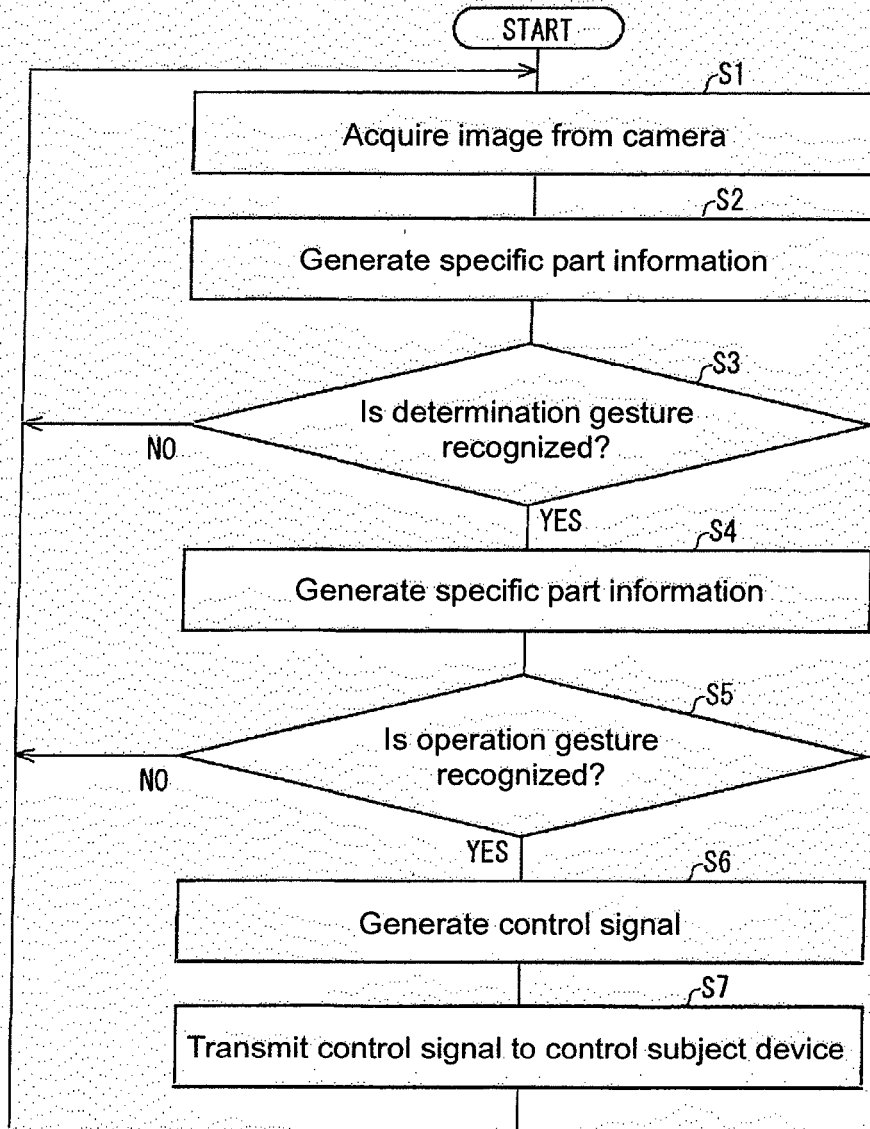 START
S1
Acquire image from camera
S2
Generate specific part information
S3
Is determination gesture
recognized?
NO
YES
S4
Generate specific part information
S5
Is operation gesture
recognized?
NO
YES
S6
Generate control signal
S7
Transmit control signal to control subject device